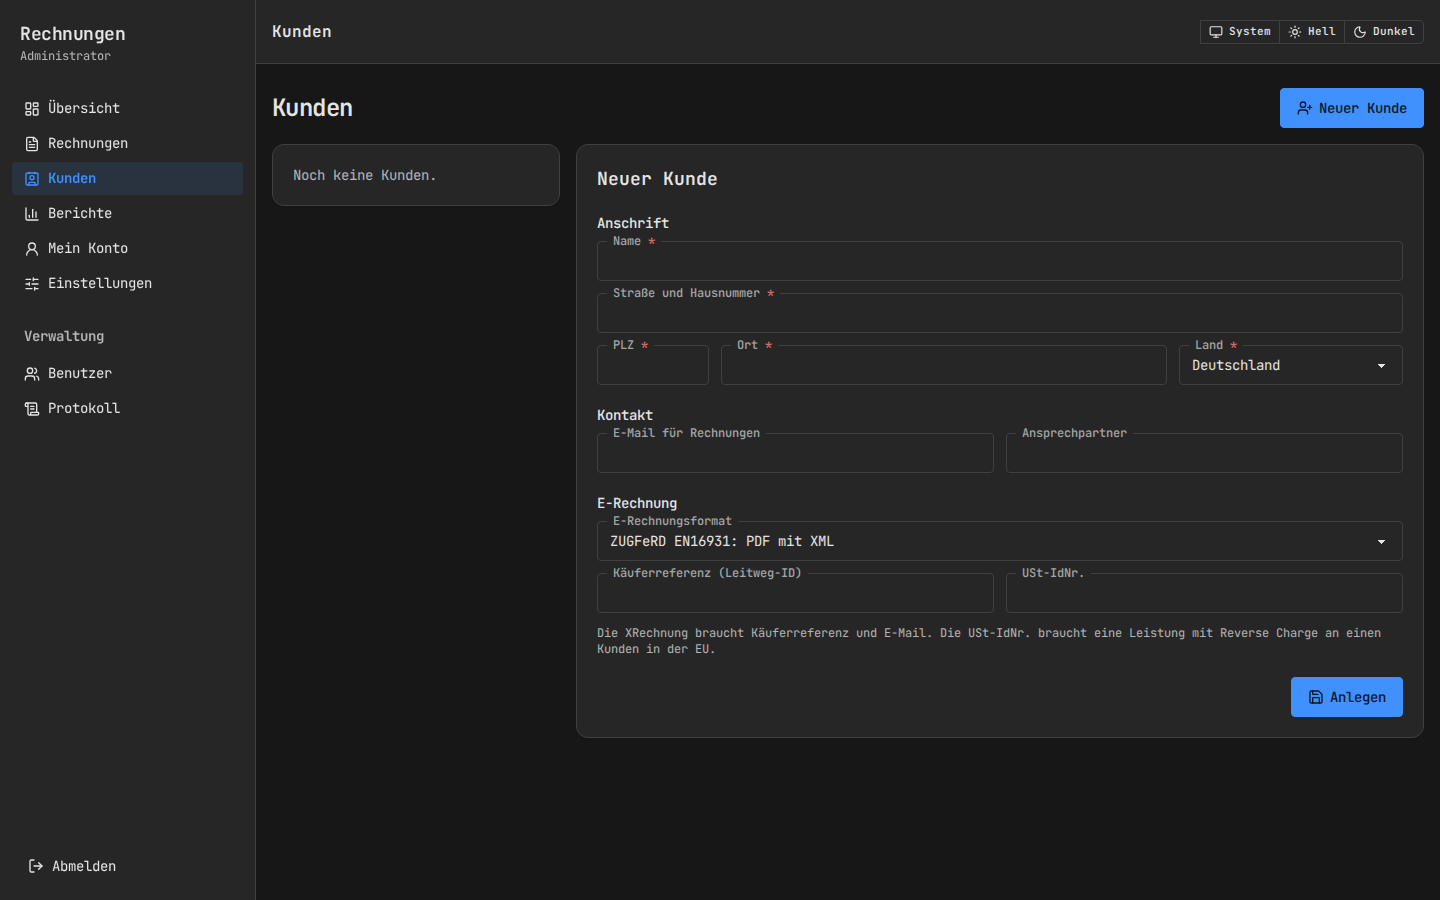 Rechnungen
Administrator
Übersicht
Rechnungen
Kunden
Berichte
Mein Konto
Einstellungen
Verwaltung
Benutzer
Protokoll
Abmelden
Kunden
System
Hell
Dunkel
Kunden
Neuer Kunde
Noch keine Kunden.
Neuer Kunde
Anschrift
Name *
Straße und Hausnummer *
PLZ *
Ort *
Land *
Deutschland
Kontakt
E-Mail für Rechnungen
Ansprechpartner
E-Rechnung
E-Rechnungsformat
ZUGFeRD EN16931: PDF mit XML
Käuferreferenz (Leitweg-ID)
USt-IdNr.
Die XRechnung braucht Käuferreferenz und E-Mail. Die USt-IdNr. braucht eine Leistung mit Reverse Charge an einen
Kunden in der EU.
Anlegen